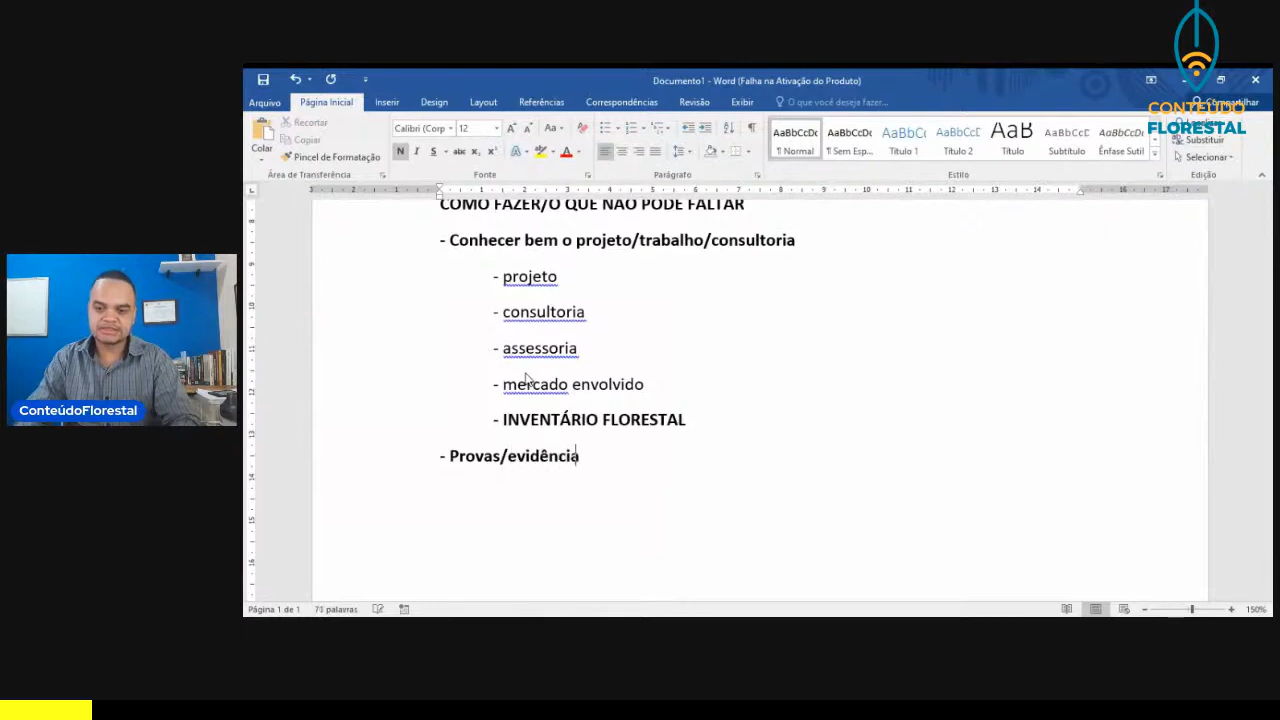 Documento1 - Word (Falha na Ativação do Produto)
Arquivo
Página Inicial
Inserir
Design
Layout
Referências
Correspondências
Revisão
Exibir
O que você deseja fazer...
Compartilhar
CONTEÚDO
FLORESTAL
Colar
Recortar
Copiar
Pincel de Formatação
Área de Transferência
Calibri (Corp
12
Fonte
Parágrafo
AaBbCcDc
¶ Normal
AaBbCcDc
¶ Sem Esp...
AaBbCc
Título 1
AaBbCcD
Título 2
AaB
Título
AaBbCcD
Subtítulo
AaBbCcD
Ênfase Sutil
Estilo
Substituir
Selecionar
Edição
COMO FAZER/O QUE NÃO PODE FALTAR
- Conhecer bem o projeto/trabalho/consultoria
- projeto
- consultoria
- assessoria
- mercado envolvido
- INVENTÁRIO FLORESTAL
- Provas/evidência
ConteúdoFlorestal
Página 1 de 1
71 palavras
150%